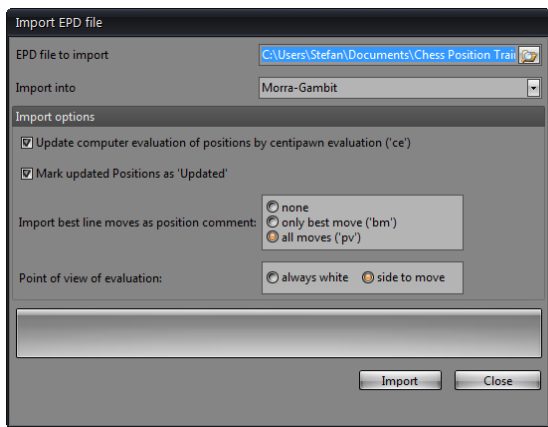 Import EPD file
EPD file to import C:\Users\Stefan\Documents\Chess Position Trai
Import into Morra-Gambit
Import options
Update computer evaluation of positions by centipawn evaluation ('ce')
Mark updated Positions as 'Updated'
none
Import best line moves as position comment: only best move ('bm')
all moves ('pv')
Point of view of evaluation: always white side to move
Import Close